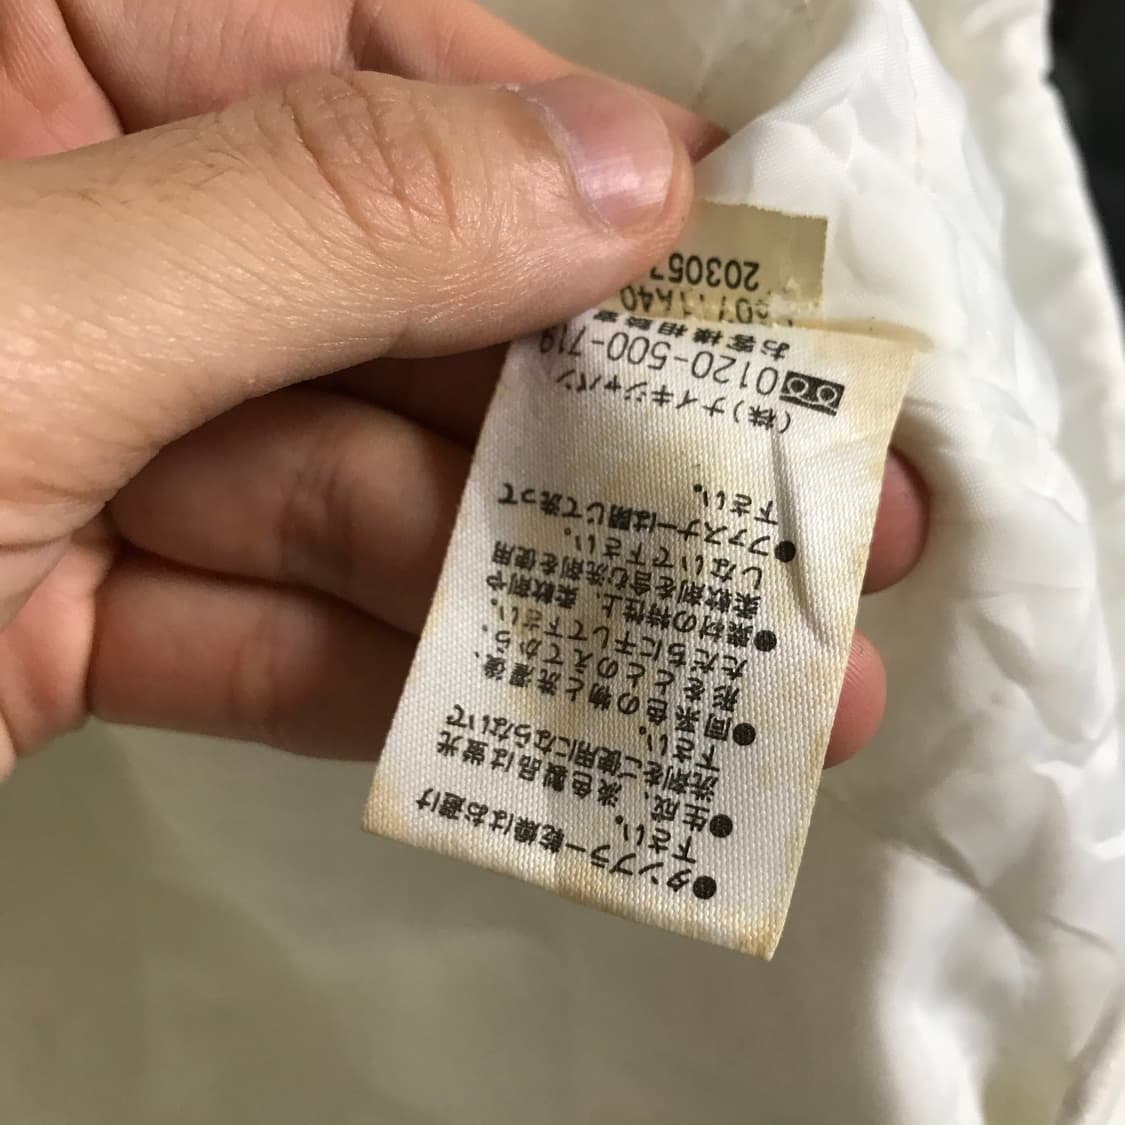 ●タンブラー乾燥はお避け
下さい。
●生成、淡色製品は蛍光
洗剤をご使用にならないで
下さい。
●同系色の物と洗濯後、
形をととのえてから、
ただちに干して下さい。
●素材の特性上、柔軟剤や
柔軟剤を含む洗剤を使用
しないで下さい。
●ファスナーは閉じて洗って
下さい。
(株)ナイキジャパン
0120-500-719
お客様相談室